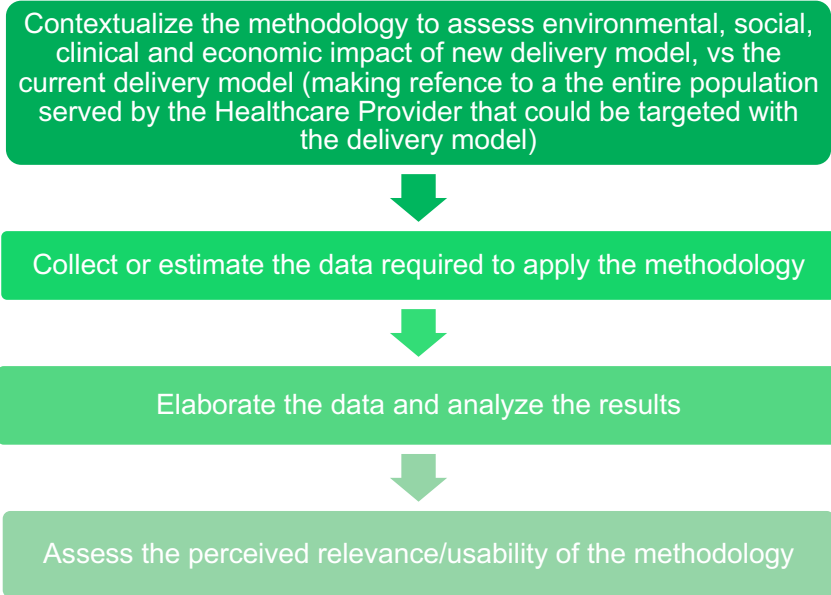 Contextualize the methodology to assess environmental, social,
clinical and economic impact of new delivery model, vs the
current delivery model (making refence to a the entire population
served by the Healthcare Provider that could be targeted with
the delivery model)
Collect or estimate the data required to apply the methodology
Elaborate the data and analyze the results
Assess the perceived relevance/usability of the methodology